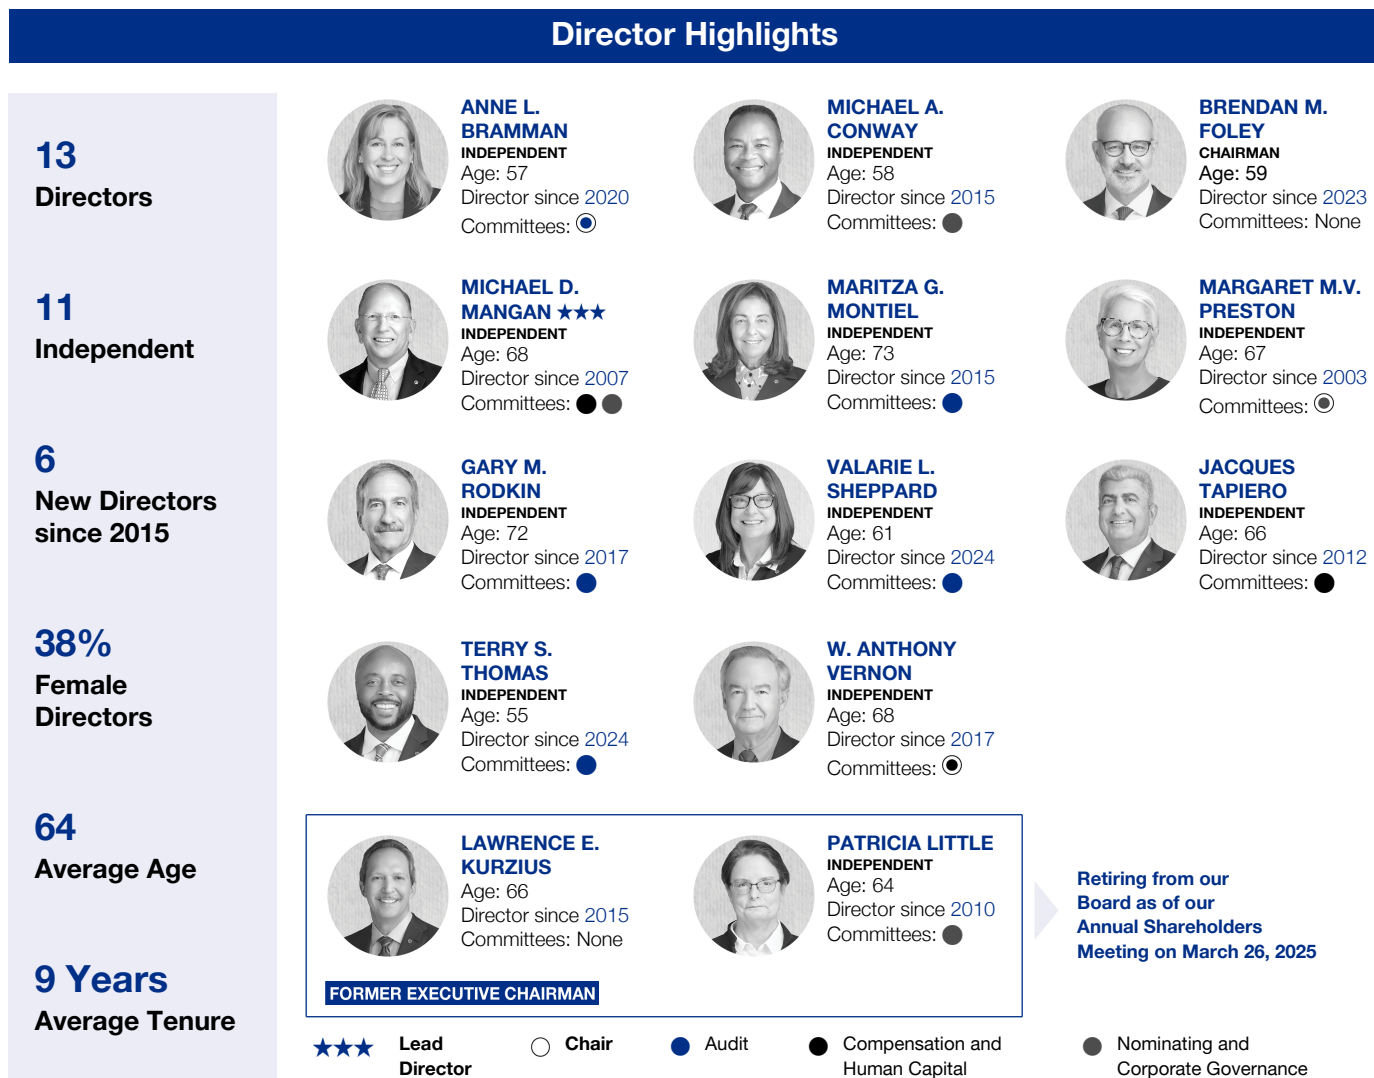 Director Highlights
13
Directors
11
Independent
6
New Directors
since 2015
38%
Female
Directors
64
Average Age
9 Years
Average Tenure
ANNE L.
BRAMMAN
INDEPENDENT
Age: 57
Director since 2020
Committees:
MICHAEL A.
CONWAY
INDEPENDENT
Age: 58
Director since 2015
Committees:
BRENDAN M.
FOLEY
CHAIRMAN
Age: 59
Director since 2023
Committees: None
MICHAEL D.
MANGAN ★★★
INDEPENDENT
Age: 68
Director since 2007
Committees:
MARITZA G.
MONTIEL
INDEPENDENT
Age: 73
Director since 2015
Committees:
MARGARET M.V.
PRESTON
INDEPENDENT
Age: 67
Director since 2003
Committees:
GARY M.
RODKIN
INDEPENDENT
Age: 72
Director since 2017
Committees:
VALARIE L.
SHEPPARD
INDEPENDENT
Age: 61
Director since 2024
Committees:
JACQUES
TAPIERO
INDEPENDENT
Age: 66
Director since 2012
Committees:
TERRY S.
THOMAS
INDEPENDENT
Age: 55
Director since 2024
Committees:
W. ANTHONY
VERNON
INDEPENDENT
Age: 68
Director since 2017
Committees:
LAWRENCE E.
KURZIUS
Age: 66
Director since 2015
Committees: None
FORMER EXECUTIVE CHAIRMAN
PATRICIA LITTLE
INDEPENDENT
Age: 64
Director since 2010
Committees:
Retiring from our
Board as of our
Annual Shareholders
Meeting on March 26, 2025
★★★ Lead
Director
Chair
Audit
Compensation and
Human Capital
Nominating and
Corporate Governance